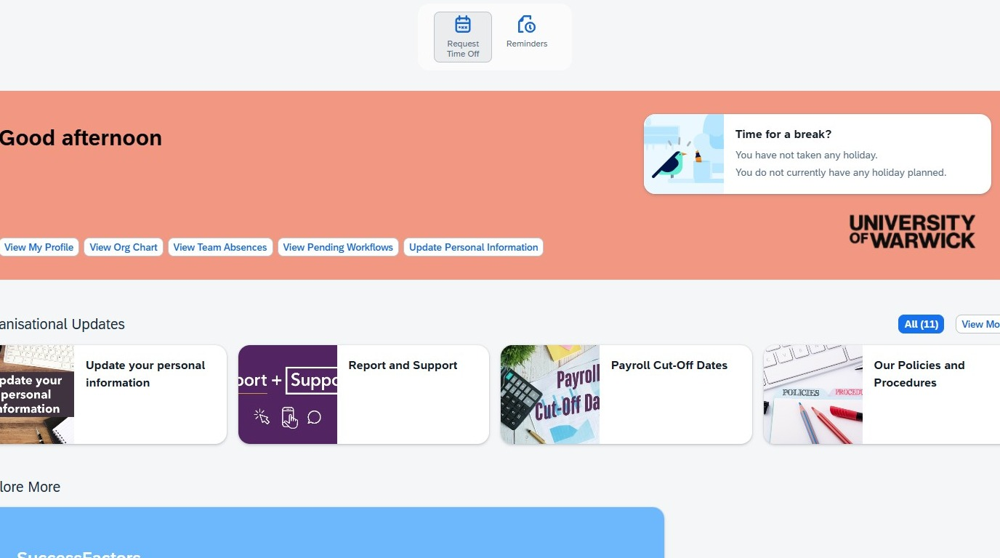 Request
Time Off
Reminders
Good afternoon
Time for a break?
You have not taken any holiday.
You do not currently have any holiday planned.
UNIVERSITY
OF WARWICK
View My Profile
View Org Chart
View Team Absences
View Pending Workflows
Update Personal Information
anisational Updates
All (11)
View Mo
pdate your
personal
nformation
Update your personal
information
port + Suppo
Report and Support
Payroll
Cut-Off Da
Payroll Cut-Off Dates
POLICIES
PROCEDU
Our Policies and
Procedures
lore More
SuccessFactors